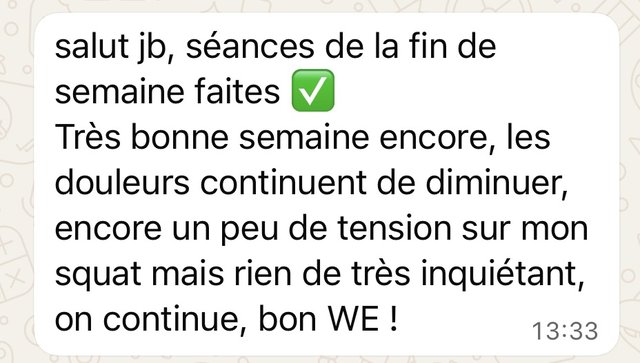 salut jb, séances de la fin de
semaine faites ✅
Très bonne semaine encore, les
douleurs continuent de diminuer,
encore un peu de tension sur mon
squat mais rien de très inquiétant,
on continue, bon WE !
13:33